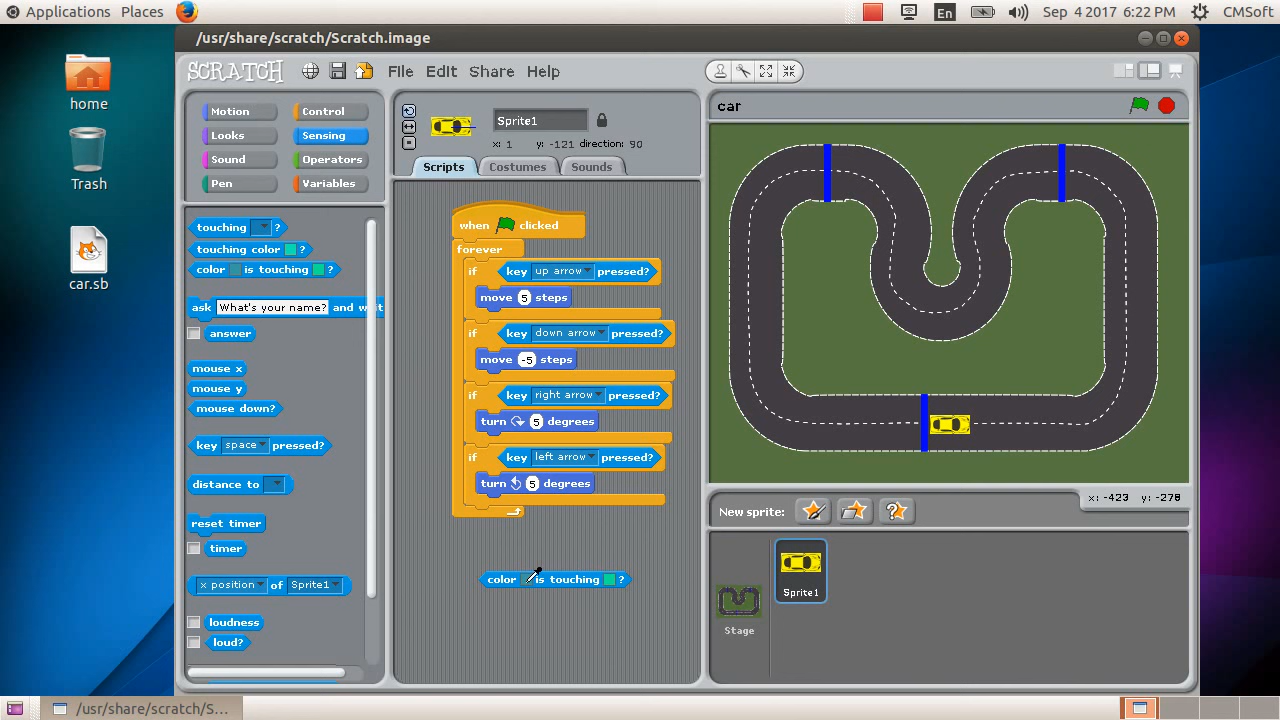 Applications Places
En
Sep 4 2017 6:22 PM
CMSoft
/usr/share/scratch/Scratch.image
home
Trash
car.sb
SCRATCH
File Edit Share Help
Motion
Control
Looks
Sensing
Sound
Operators
Pen
Variables
touching ?
touching color ?
color is touching ?
ask What's your name? and wait
answer
mouse x
mouse y
mouse down?
key space pressed?
distance to
reset timer
timer
x position of Sprite1
loudness
loud?
Sprite1
x: 1 y: -121 direction: 90
Scripts Costumes Sounds
when clicked
forever
if key up arrow pressed?
move 5 steps
if key down arrow pressed?
move -5 steps
if key right arrow pressed?
turn 5 degrees
if key left arrow pressed?
turn 5 degrees
color is touching ?
car
x: -423 y: -278
New sprite:
Sprite1
Stage
/usr/share/scratch/S...